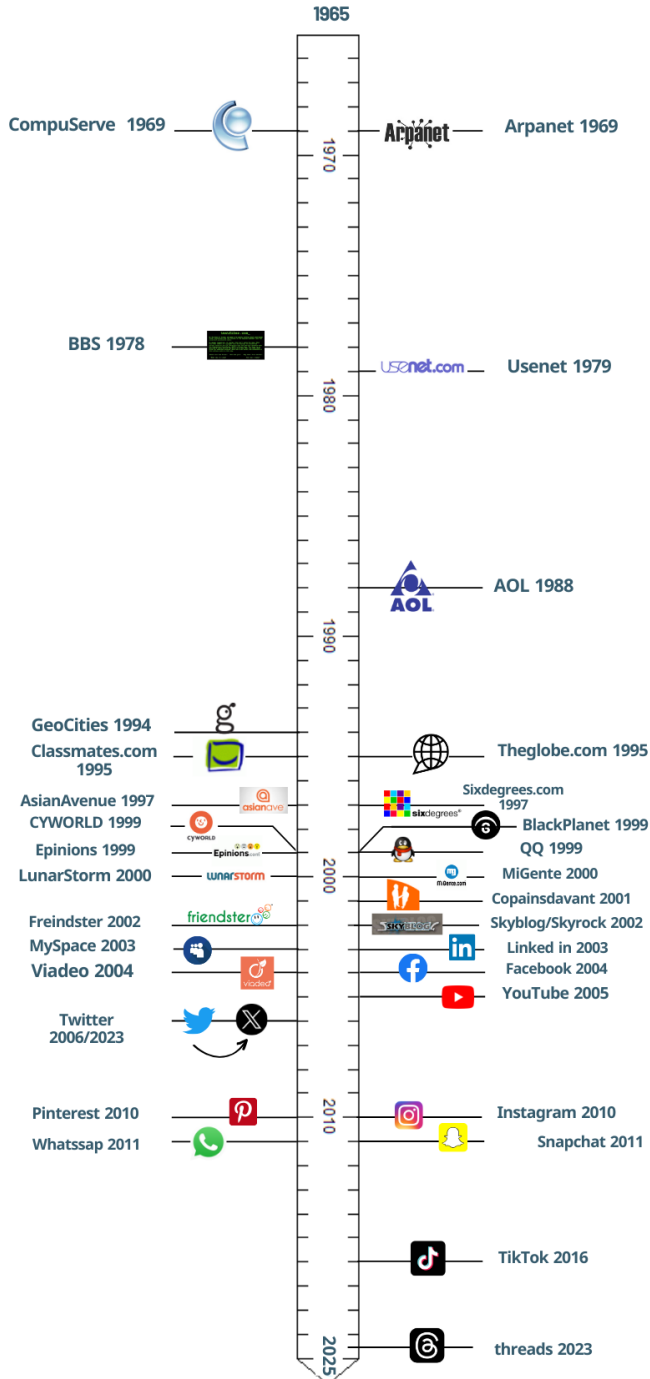 1965
CompuServe 1969
Arpanet
Arpanet 1969
1970
BBS 1978
usenet.com
Usenet 1979
1980
AOL
AOL 1988
1990
GeoCities 1994
Classmates.com
1995
Theglobe.com 1995
AsianAvenue 1997
asianave
sixdegrees
Sixdegrees.com
1997
CYWORLD 1999
CYWORLD
BlackPlanet 1999
Epinions 1999
Epinions.com
QQ 1999
LunarStorm 2000
LUNARSTORM
2000
MiGente.com
MiGente 2000
Copainsdavant 2001
Freindster 2002
friendster
SKYBLOG
Skyblog/Skyrock 2002
MySpace 2003
in
Linked in 2003
Viadeo 2004
viadeo
Facebook 2004
YouTube 2005
Twitter
2006/2023
Pinterest 2010
2010
Instagram 2010
Whatssap 2011
Snapchat 2011
TikTok 2016
threads 2023
2025